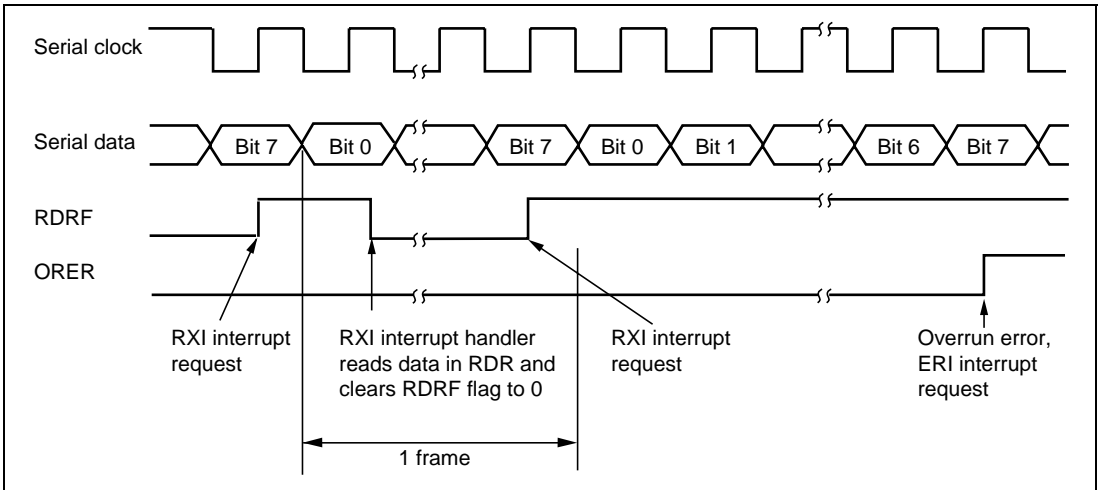 Serial clock
Serial data
Bit 7
Bit 0
Bit 7
Bit 0
Bit 1
Bit 6
Bit 7
RDRF
ORER
RXI interrupt
request
RXI interrupt handler
reads data in RDR and
clears RDRF flag to 0
RXI interrupt
request
Overrun error,
ERI interrupt
request
1 frame